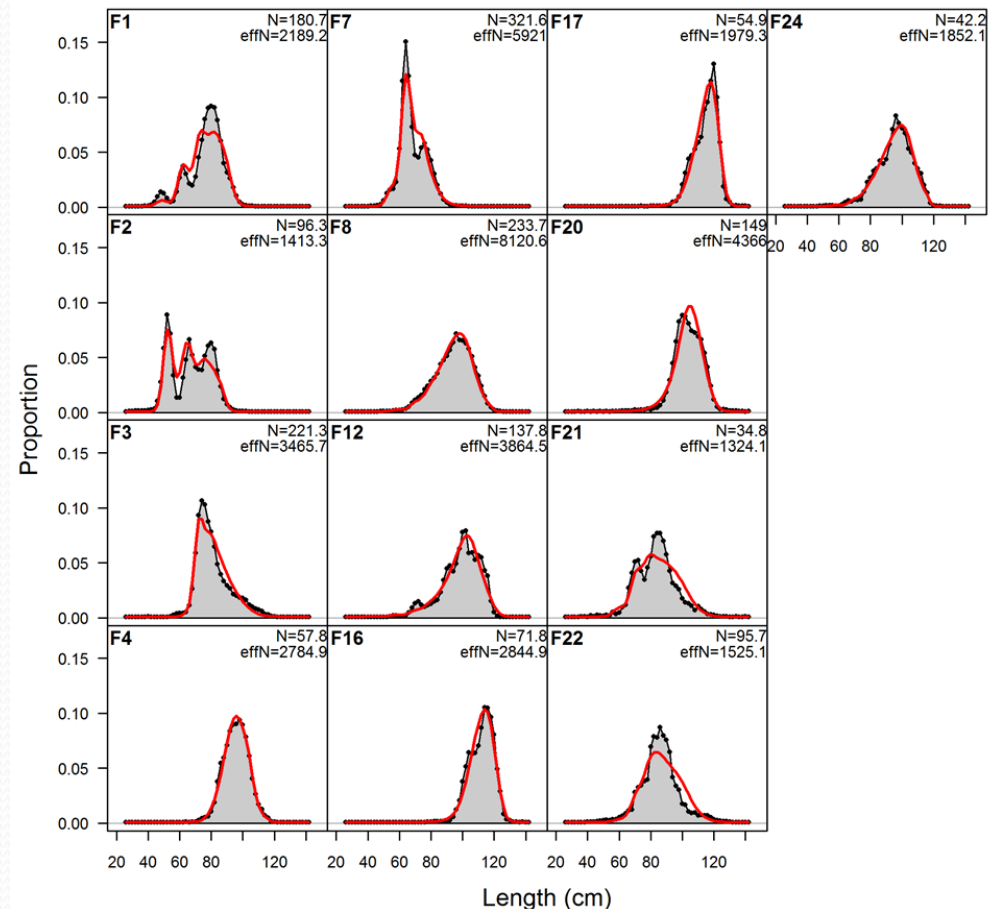 F1
N=180.7
effN=2189.2
F7
N=321.6
effN=5921
F17
N=54.9
effN=1979.3
F24
N=42.2
effN=1852.1
0.15
0.10
0.05
0.00
20 40 60 80 120
F2
N=96.3
effN=1413.3
F8
N=233.7
effN=8120.6
F20
N=149
effN=4366
0.15
0.10
0.05
0.00
Proportion
F3
N=221.3
effN=3465.7
F12
N=137.8
effN=3864.5
F21
N=34.8
effN=1324.1
0.15
0.10
0.05
0.00
F4
N=57.8
effN=2784.9
F16
N=71.8
effN=2844.9
F22
N=95.7
effN=1525.1
0.15
0.10
0.05
0.00
20 40 60 80 120
20 40 60 80 120
20 40 60 80 120
Length (cm)